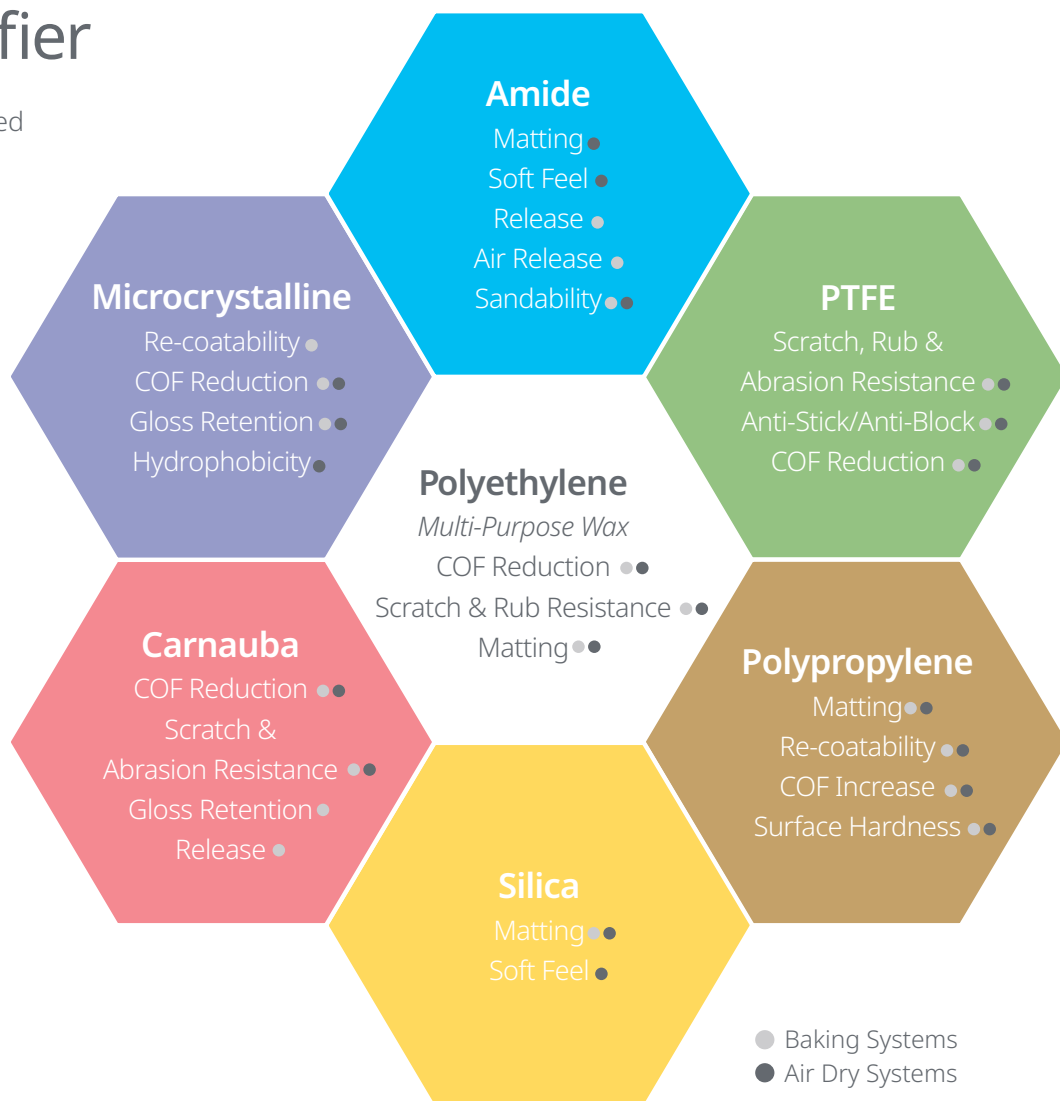 fier
ed
Amide
Matting
Soft Feel
Release
Air Release
Sandability
Microcrystalline
Re-coatability
COF Reduction
Gloss Retention
Hydrophobicity
PTFE
Scratch, Rub &
Abrasion Resistance
Anti-Stick/Anti-Block
COF Reduction
Polyethylene
Multi-Purpose Wax
COF Reduction
Scratch & Rub Resistance
Matting
Carnauba
COF Reduction
Scratch &
Abrasion Resistance
Gloss Retention
Release
Polypropylene
Matting
Re-coatability
COF Increase
Surface Hardness
Silica
Matting
Soft Feel
Baking Systems
Air Dry Systems